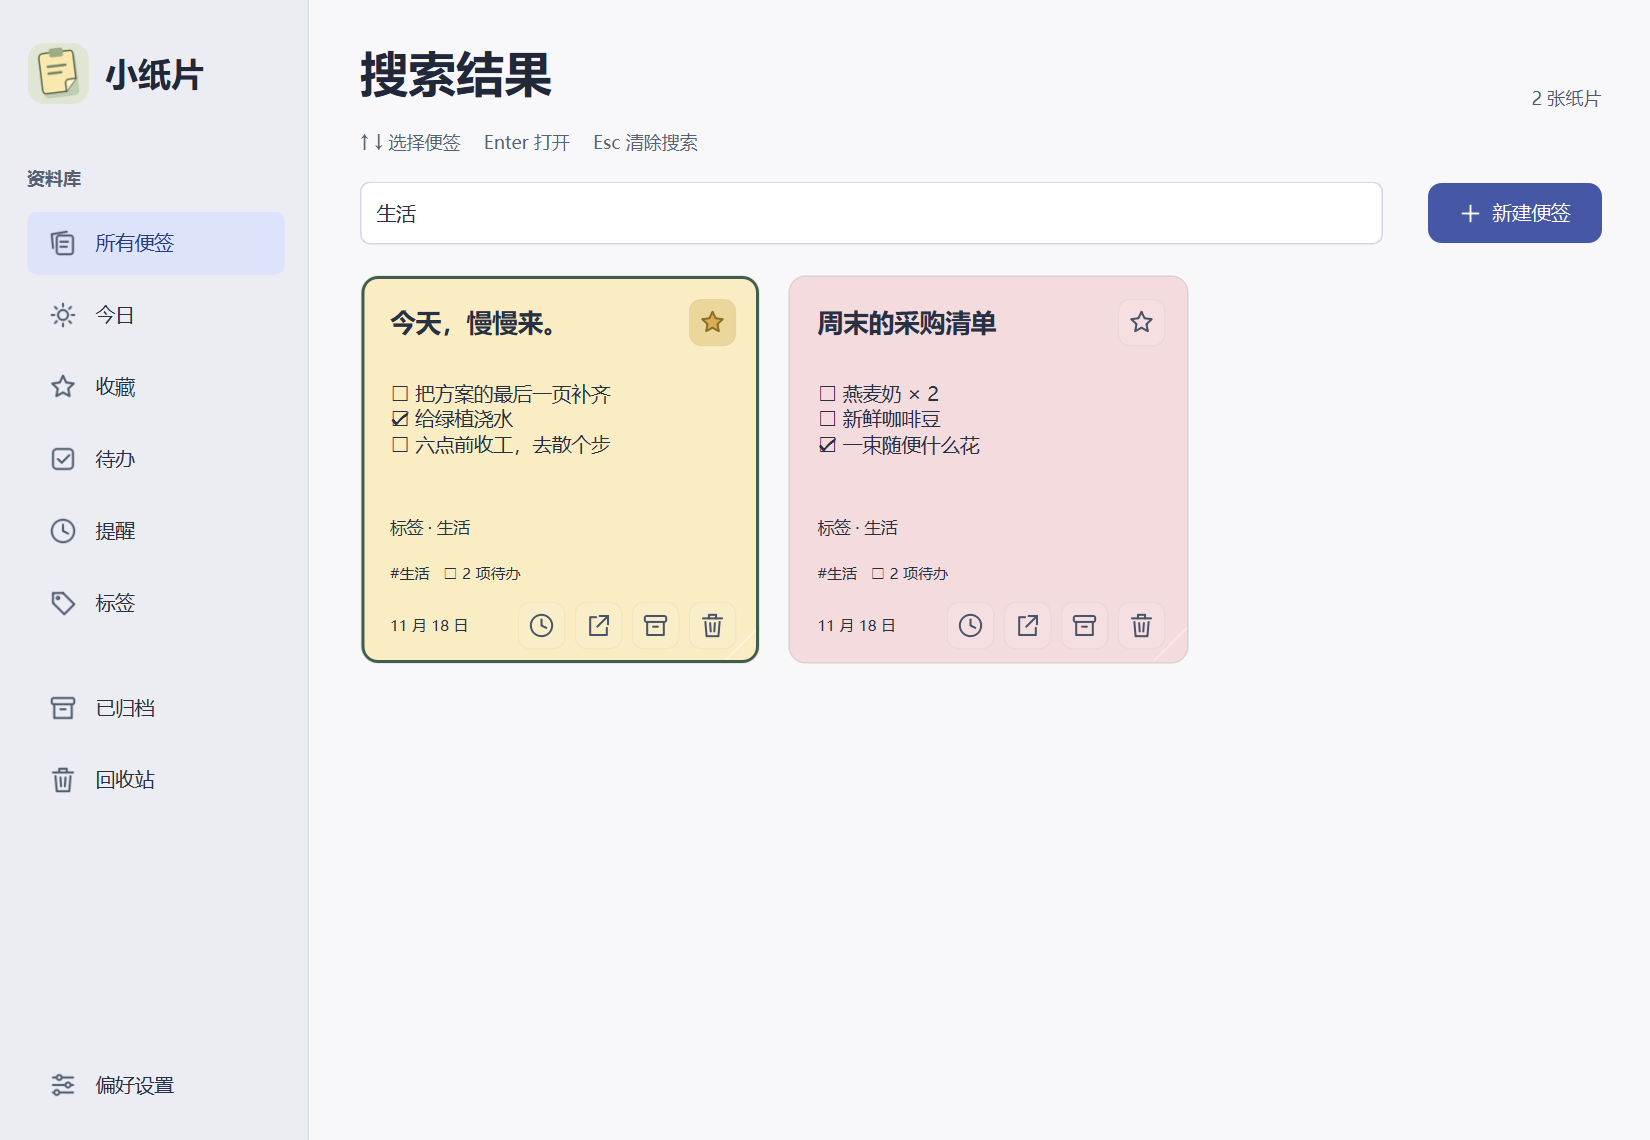 小纸片
资料库
所有便签
今日
收藏
待办
提醒
标签
已归档
回收站
偏好设置
搜索结果
2 张纸片
↑↓ 选择便签 Enter 打开 Esc 清除搜索
生活
+ 新建便签
今天，慢慢来。
☐ 把方案的最后一页补齐
☑ 给绿植浇水
☐ 六点前收工，去散个步
标签 · 生活
#生活 ☐ 2 项待办
11 月 18 日
周末的采购清单
☐ 燕麦奶 × 2
☐ 新鲜咖啡豆
☑ 一束随便什么花
标签 · 生活
#生活 ☐ 2 项待办
11 月 18 日